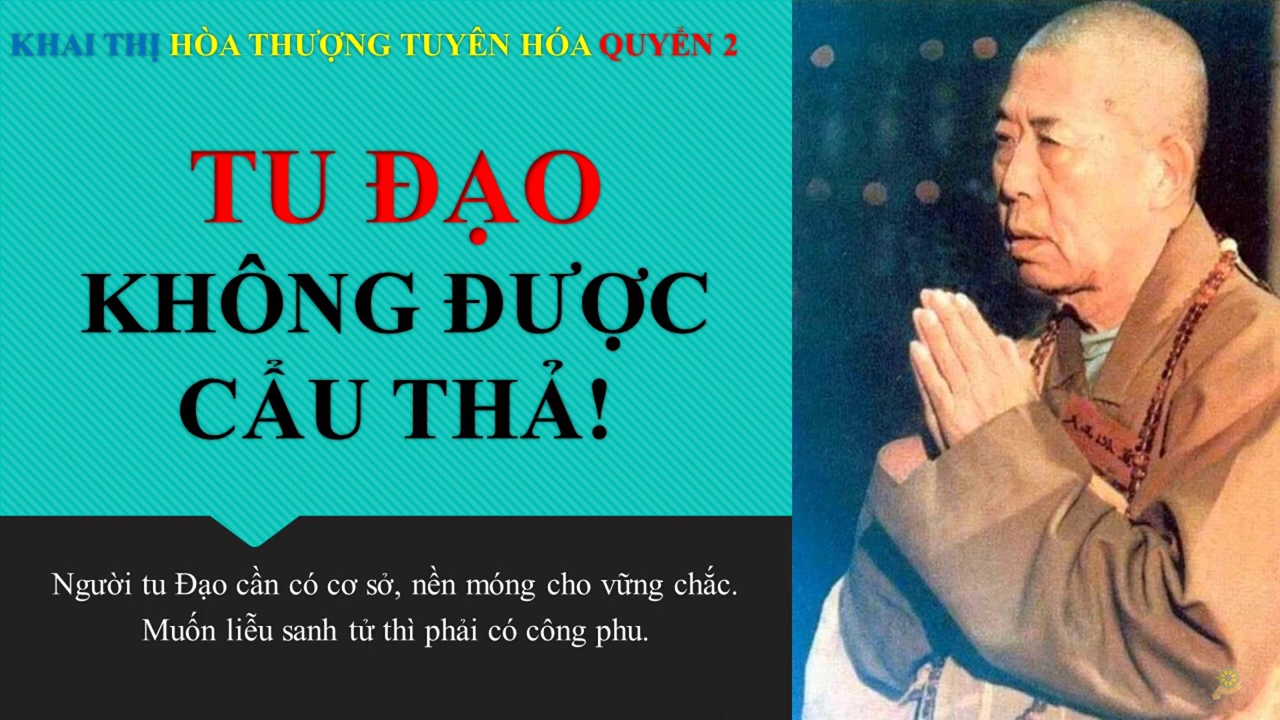 KHAI THỊ HÒA THƯỢNG TUYÊN HÓA QUYỂN 2
TU ĐẠO
KHÔNG ĐƯỢC
CẨU THẢ!
Người tu Đạo cần có cơ sở, nền móng cho vững chắc.
Muốn liễu sanh tử thì phải có công phu.